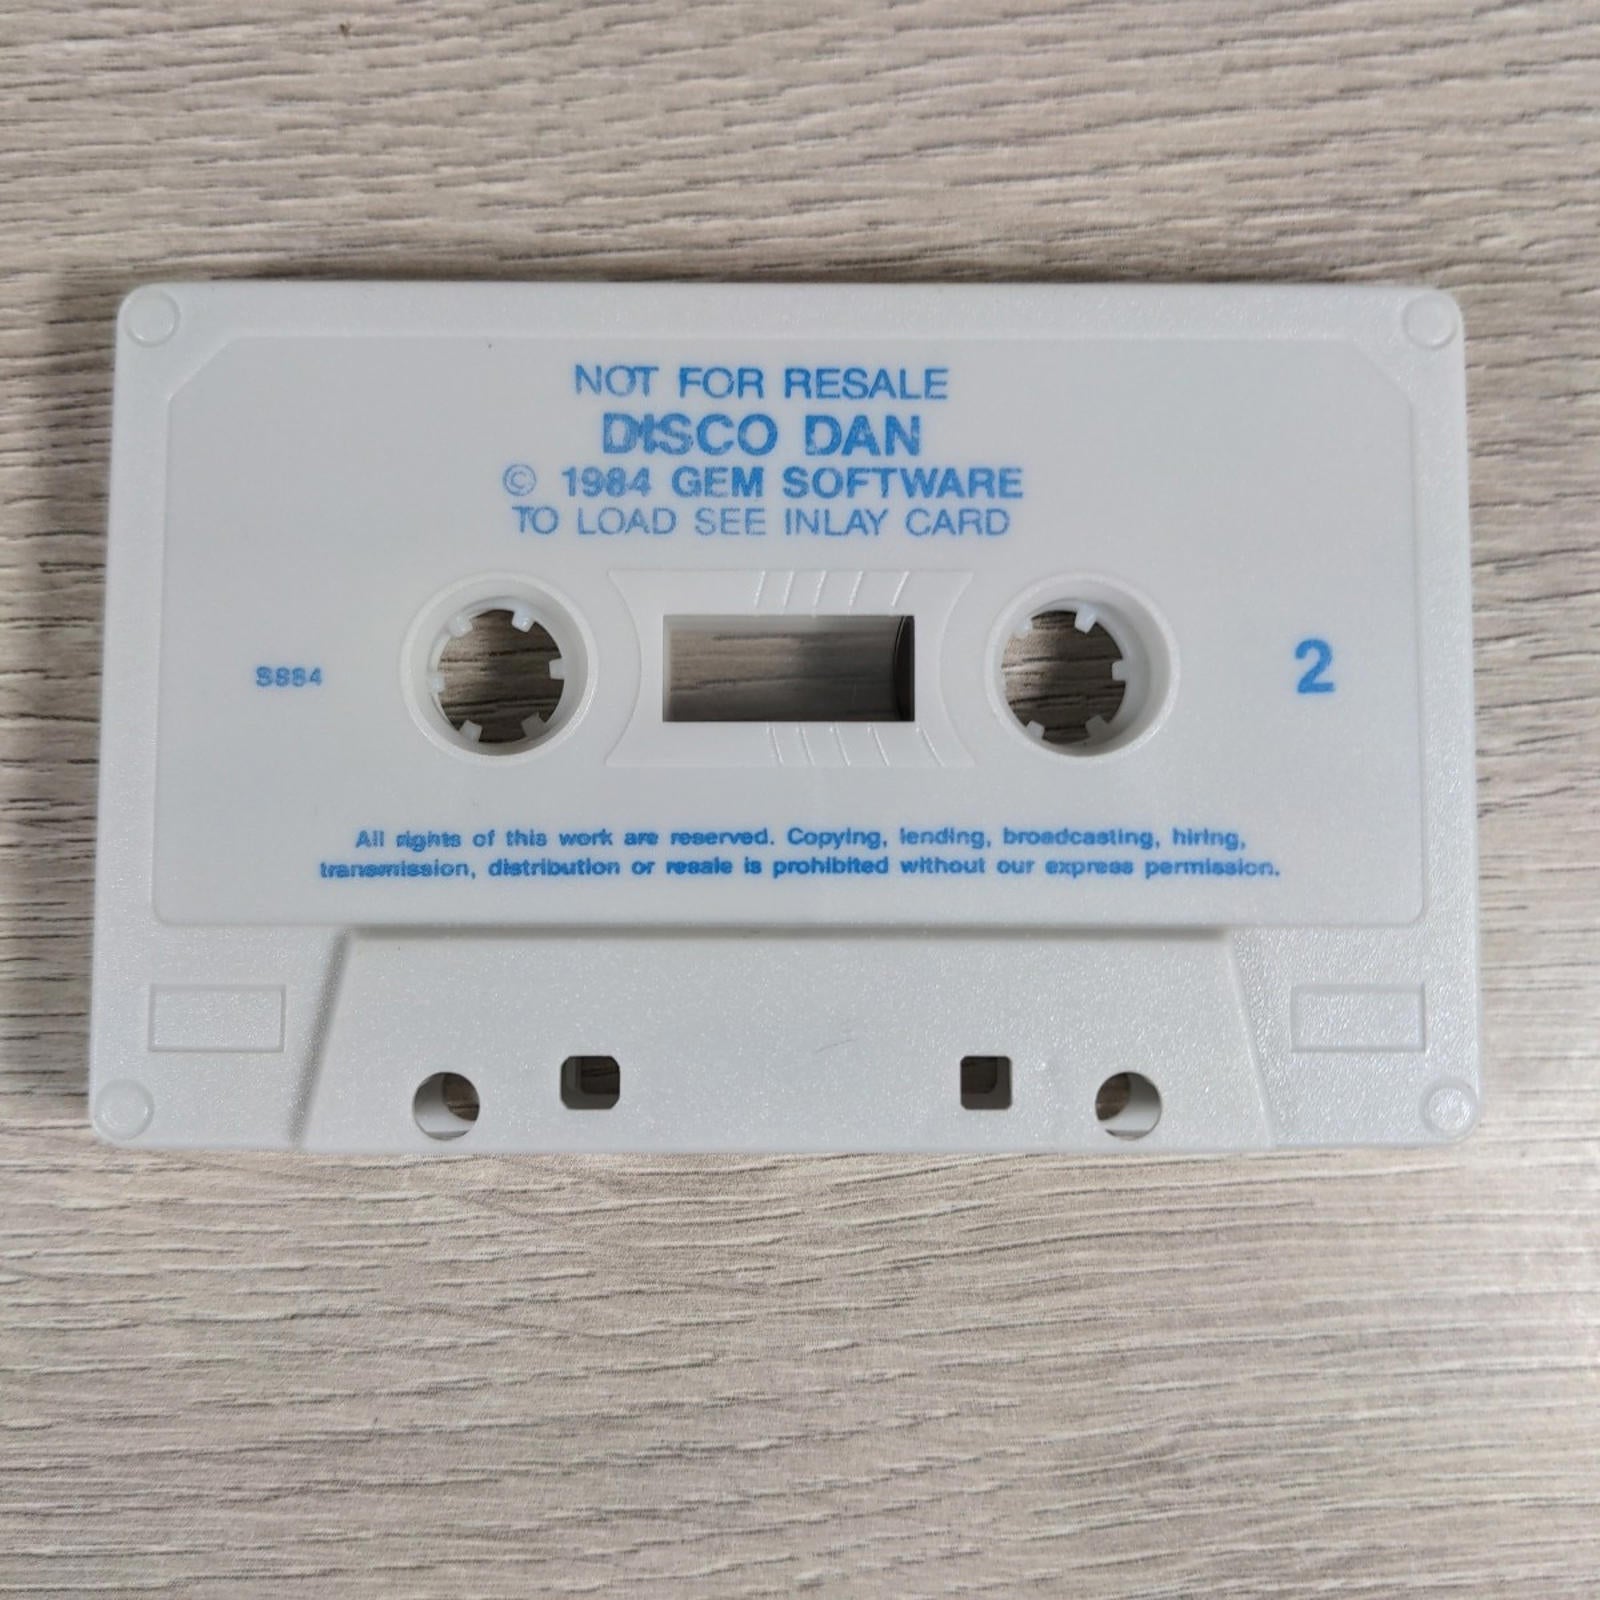 NOT FOR RESALE
DISCO DAN
© 1984 GEM SOFTWARE
TO LOAD SEE INLAY CARD
2
All rights of this work are reserved. Copying, lending, broadcasting, hiring,
transmission, distribution or resale is prohibited without our express permission.